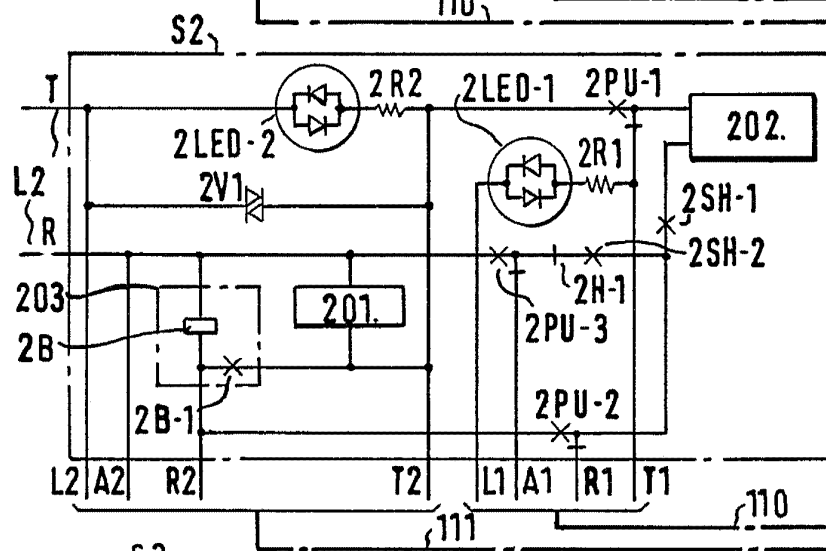 110
S2
T
2R2
2LED-1
2PU-1
202.
2LED-2
2R1
2V1
L2
2SH-1
R
2SH-2
203
201.
2H-1
2PU-3
2B
2B-1
2PU-2
L2 A2 R2 T2 L1 A1 R1 T1
110
111